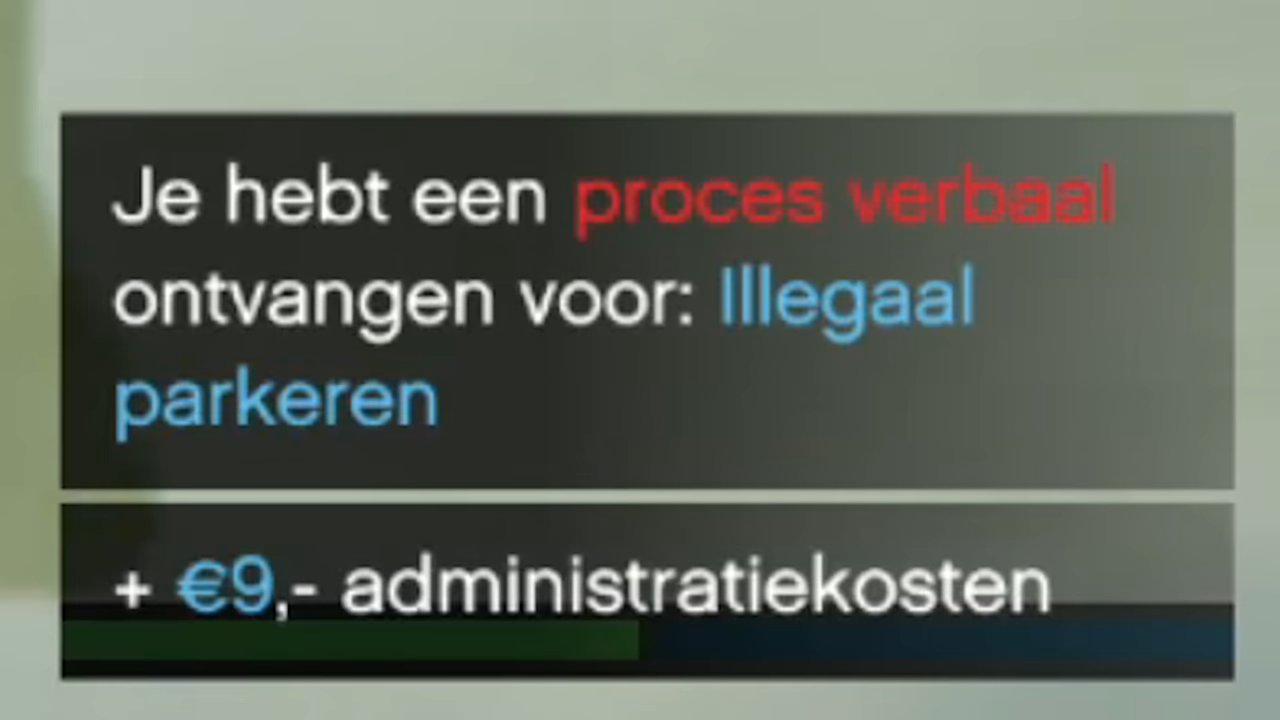 Je hebt een proces verbaal
ontvangen voor: Illegaal
parkeren
+ €9,- administratiekosten